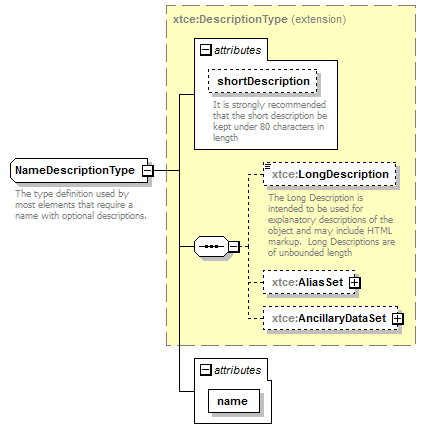 xtce:DescriptionType (extension)
attributes
shortDescription
It is strongly recommended
that the short description be
kept under 80 characters in
length
NameDescriptionType
The type definition used by
most elements that require a
name with optional descriptions.
xtce:LongDescription
The Long Description is
intended to be used for
explanatory descriptions of the
object and may include HTML
markup.  Long Descriptions are
of unbounded length
xtce:AliasSet
xtce:AncillaryDataSet
attributes
name